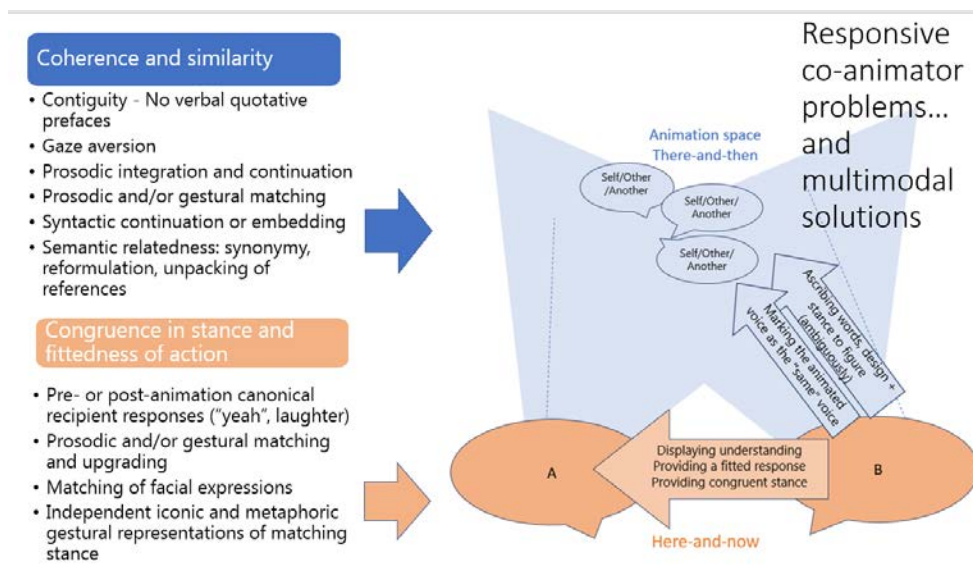 Coherence and similarity
• Contiguity - No verbal quotative
prefaces
• Gaze aversion
• Prosodic integration and continuation
• Prosodic and/or gestural matching
• Syntactic continuation or embedding
• Semantic relatedness: synonymy,
reformulation, unpacking of
references
Congruence in stance and
fittedness of action
• Pre- or post-animation canonical
recipient responses ("yeah", laughter)
• Prosodic and/or gestural matching
and upgrading
• Matching of facial expressions
• Independent iconic and metaphoric
gestural representations of matching
stance
Responsive
co-animator
problems...
and
multimodal
solutions
Animation space
There-and-then
Self/Other
/Another
Self/Other/
Another
Self/Other/
Another
Ascribing words, design +
stance to figure
(ambiguously)
Marking the animated
voice as the "same" voice
A
Displaying understanding
Providing a fitted response
Providing congruent stance
B
Here-and-now